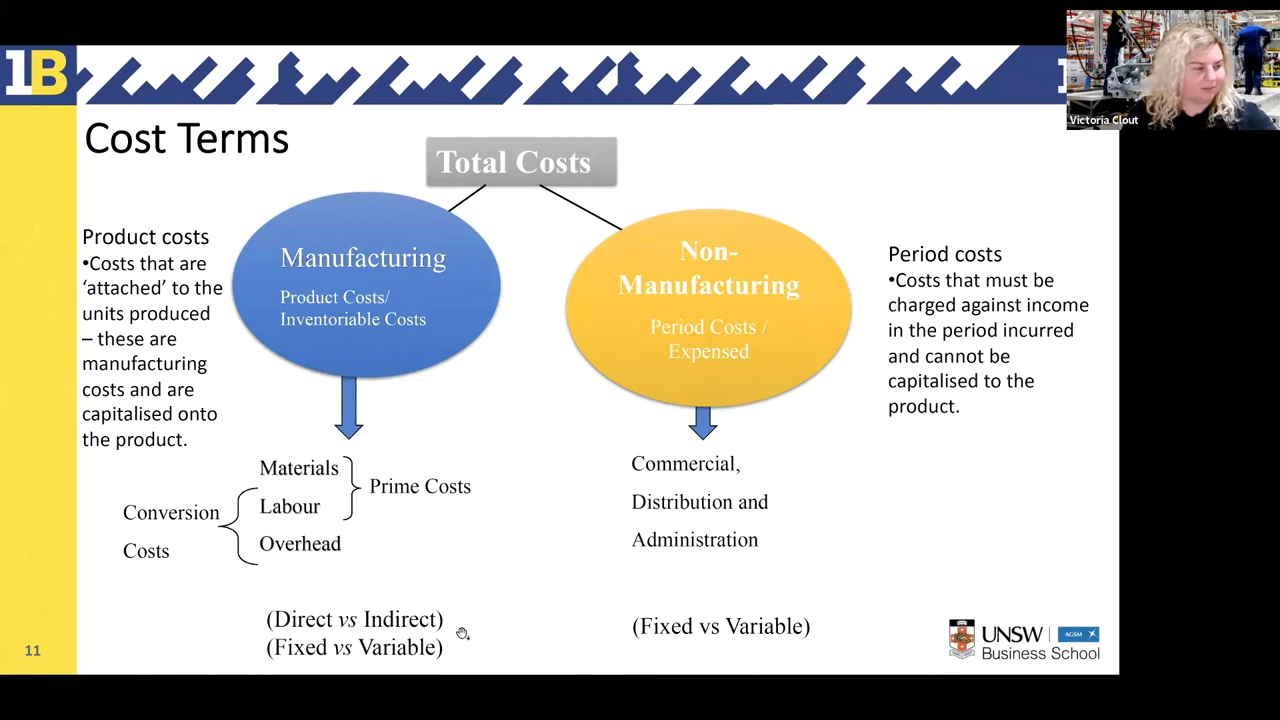 1B
Victoria Clout
Cost Terms
Total Costs
Product costs
•Costs that are
‘attached’ to the
units produced
– these are
manufacturing
costs and are
capitalised onto
the product.
Manufacturing
Product Costs/
Inventoriable Costs
Non-
Manufacturing
Period Costs /
Expensed
Period costs
•Costs that must be
charged against income
in the period incurred
and cannot be
capitalised to the
product.
Materials
Labour
Overhead
Prime Costs
Conversion
Costs
Commercial,
Distribution and
Administration
(Direct vs Indirect)
(Fixed vs Variable)
(Fixed vs Variable)
11
UNSW
AGSM
Business School